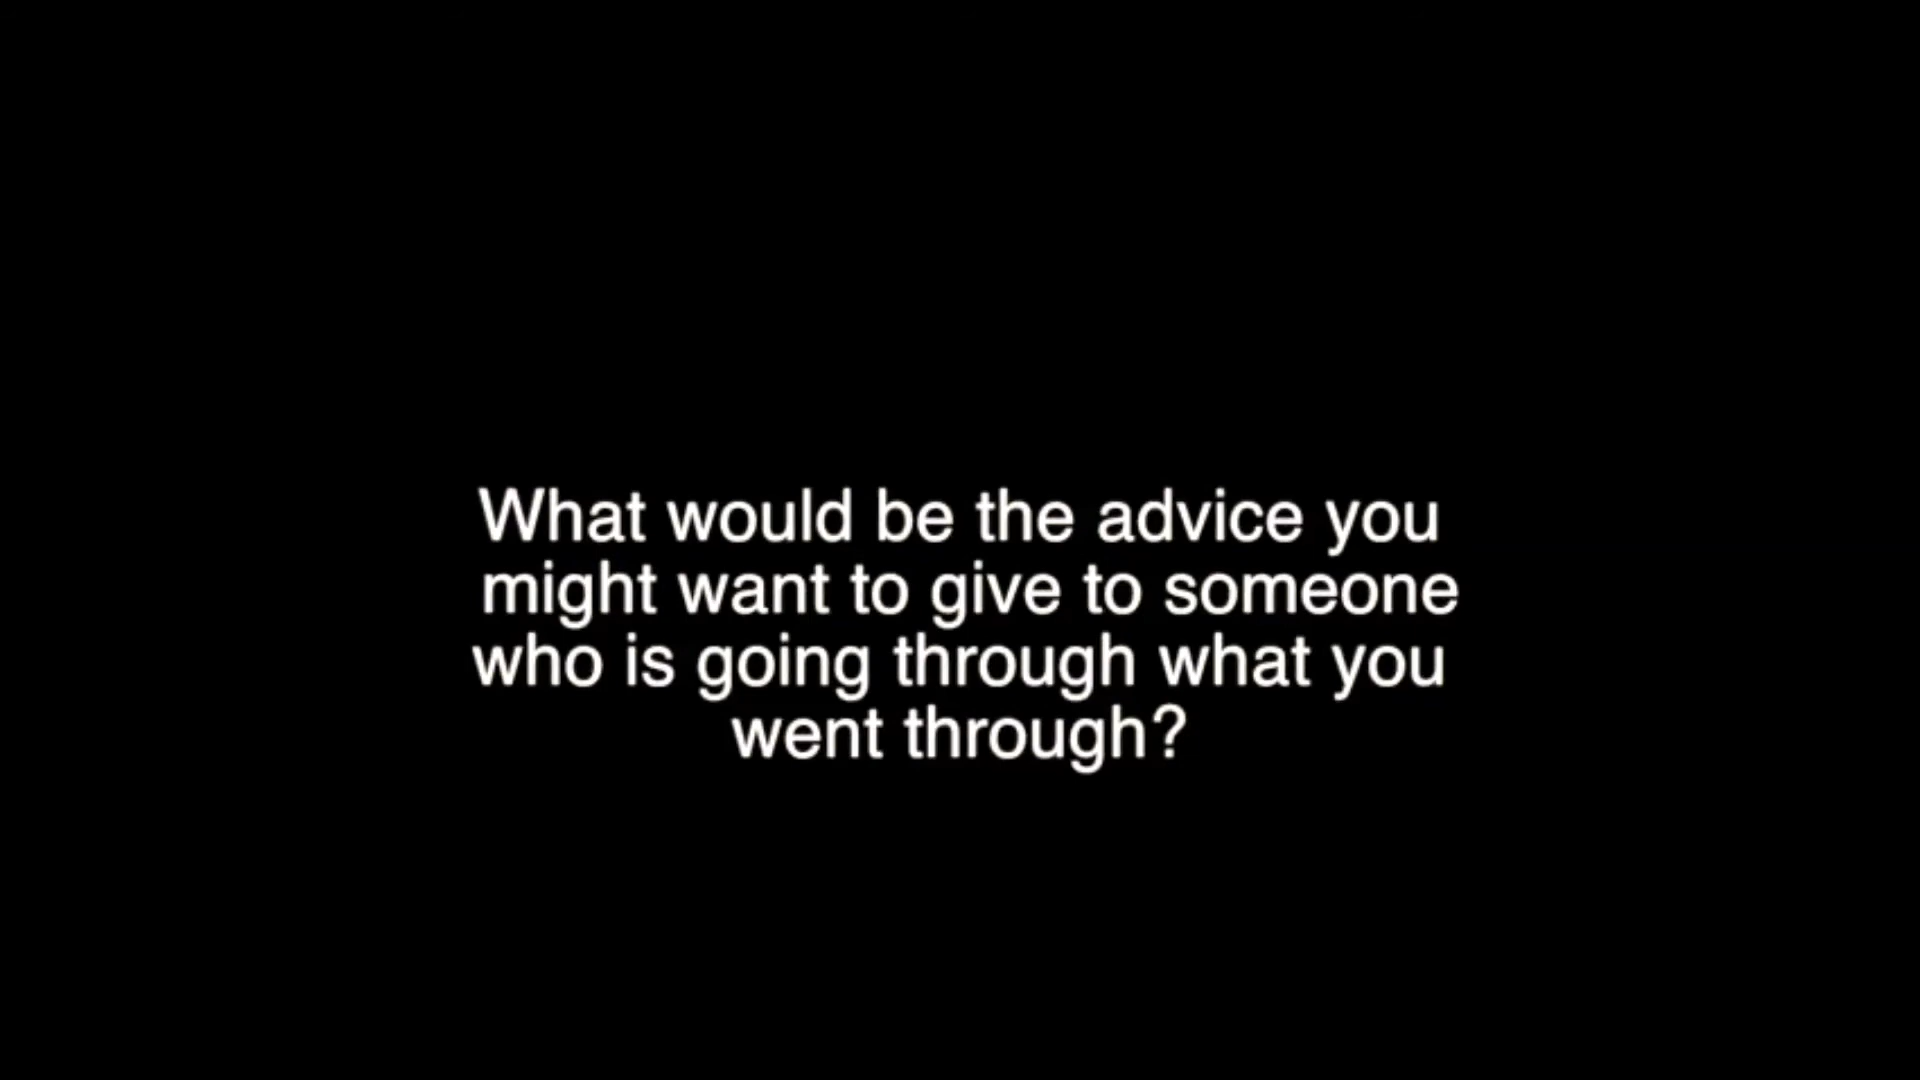 What would be the advice you
might want to give to someone
who is going through what you
went through?